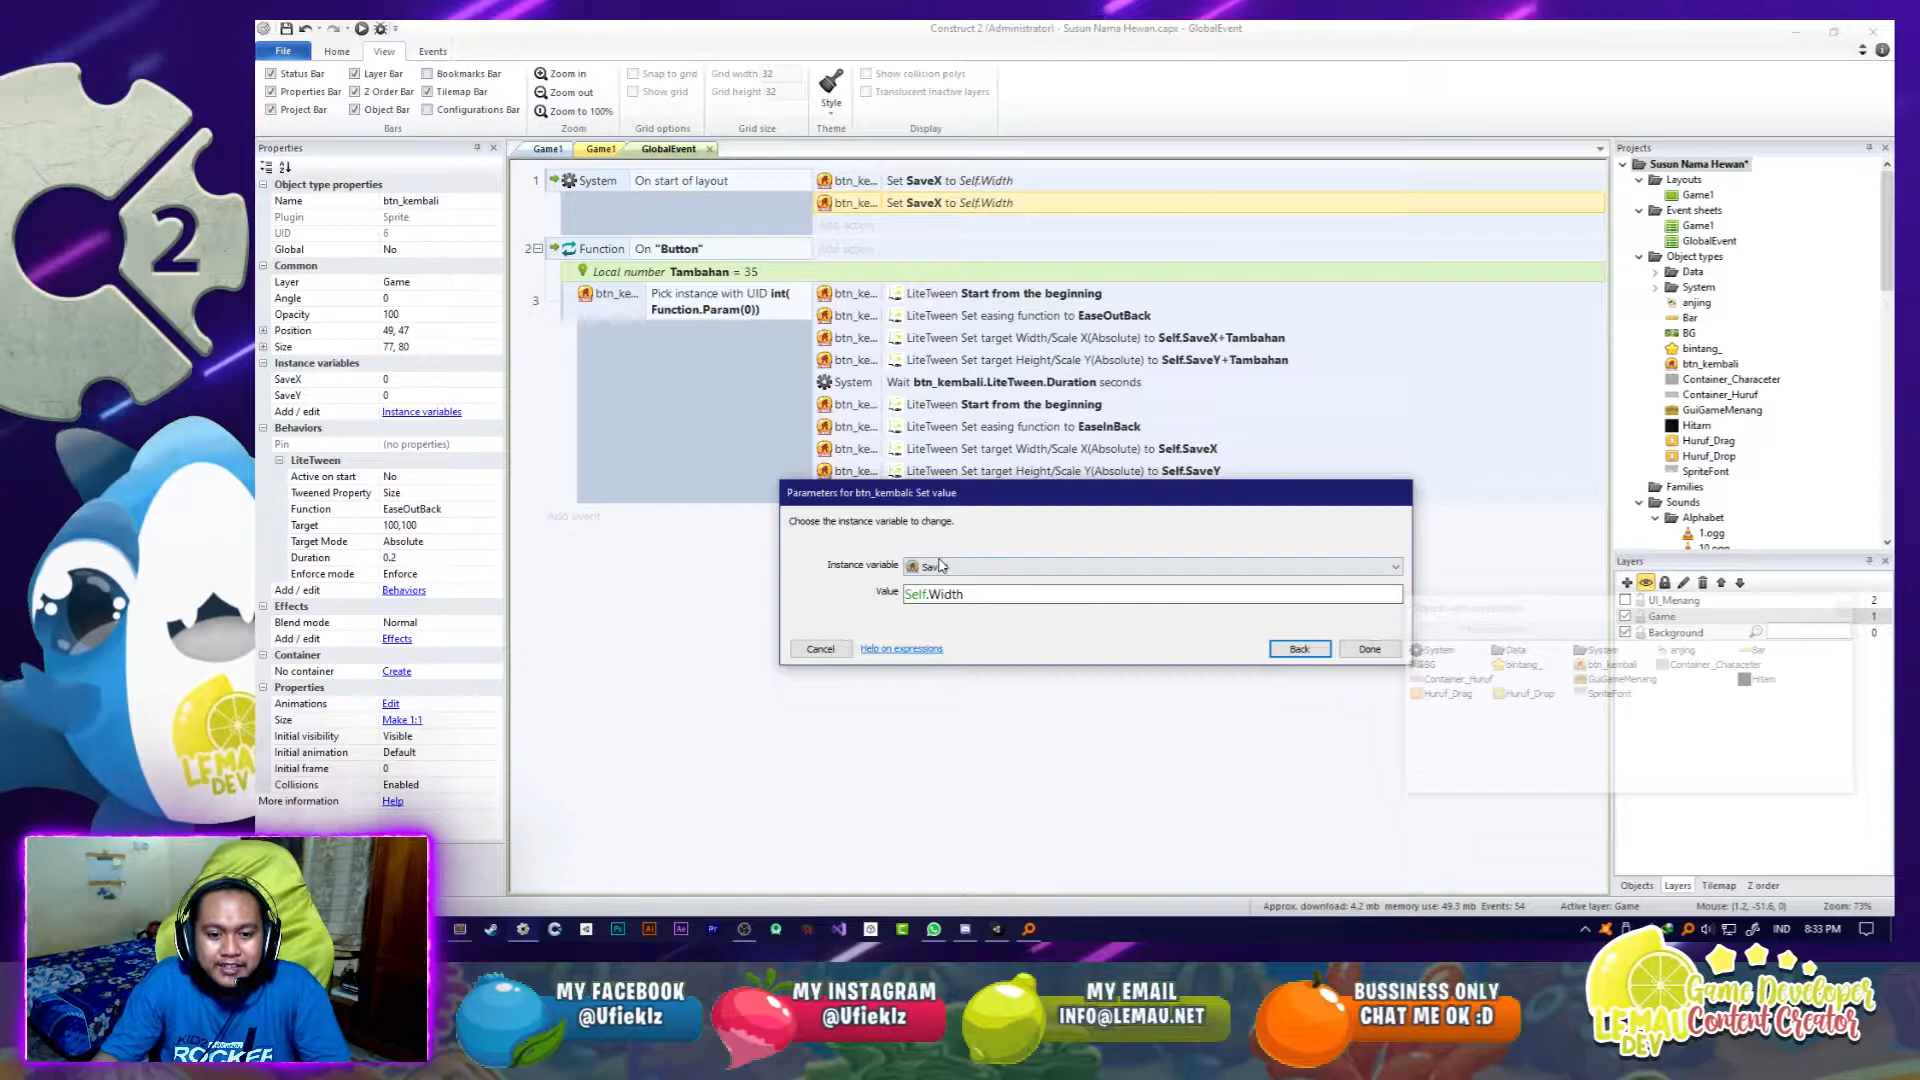 Construct 2 (Administrator) - Susun Nama Hewan.capx - GlobalEvent
File
Home
View
Events
Status Bar
Layer Bar
Bookmarks Bar
Properties Bar
Z Order Bar
Tilemap Bar
Project Bar
Object Bar
Configurations Bar
Bars
Zoom in
Zoom out
Zoom to 100%
Zoom
Snap to grid
Show grid
Grid options
Grid width 32
Grid height 32
Grid size
Style
Theme
Show collision polys
Translucent inactive layers
Display
Properties
Object type properties
Name btn_kembali
Plugin Sprite
UID 6
Global No
Common
Layer Game
Angle 0
Opacity 100
Position 49, 47
Size 77, 80
Instance variables
SaveX 0
SaveY 0
Add / edit Instance variables
Behaviors
Pin (no properties)
LiteTween
Active on start No
Tweened Property Size
Function EaseOutBack
Target 100,100
Target Mode Absolute
Duration 0.2
Enforce mode Enforce
Add / edit Behaviors
Effects
Blend mode Normal
Add / edit Effects
Container
No container Create
Properties
Animations Edit
Size Make 1:1
Initial visibility Visible
Initial animation Default
Initial frame 0
Collisions Enabled
More information Help
Game1
Game1
GlobalEvent
1 System On start of layout btn_ke... Set SaveX to Self.Width
btn_ke... Set SaveX to Self.Width
Add action
2 Function On "Button" Add action
Local number Tambahan = 35
3 btn_ke... Pick instance with UID int(
Function.Param(0))
btn_ke... LiteTween Start from the beginning
btn_ke... LiteTween Set easing function to EaseOutBack
btn_ke... LiteTween Set target Width/Scale X(Absolute) to Self.SaveX+Tambahan
btn_ke... LiteTween Set target Height/Scale Y(Absolute) to Self.SaveY+Tambahan
System Wait btn_kembali.LiteTween.Duration seconds
btn_ke... LiteTween Start from the beginning
btn_ke... LiteTween Set easing function to EaseInBack
btn_ke... LiteTween Set target Width/Scale X(Absolute) to Self.SaveX
btn_ke... LiteTween Set target Height/Scale Y(Absolute) to Self.SaveY
Add event
Parameters for btn_kembali: Set value
Choose the instance variable to change.
Instance variable
Value Self.Width
Cancel
Help on expressions
Back
Done
Projects
Susun Nama Hewan*
Layouts
Game1
Event sheets
Game1
GlobalEvent
Object types
Data
System
anjing
Bar
BG
bintang_
btn_kembali
Container_Characeter
Container_Huruf
GuiGameMenang
Hitam
Huruf_Drag
Huruf_Drop
SpriteFont
Families
Sounds
Alphabet
1.ogg
10.ogg
Layers
UI_Menang 2
Game 1
Background 0
System
Data
System
anjing
Bar
BG
bintang_
btn_kembali
Container_Characeter
Container_Huruf
GuiGameMenang
Hitam
Huruf_Drag
Huruf_Drop
SpriteFont
Objects
Layers
Tilemap
Z order
Approx. download: 4.2 mb memory use: 49.3 mb Events: 54
Active layer: Game
Mouse: (1.2, -51.6, 0)
Zoom: 73%
IND
8:33 PM
2
LEMAU
DEV
ROCKER
MY FACEBOOK
@Ufieklz
MY INSTAGRAM
@Ufieklz
MY EMAIL
INFO@LEMAU.NET
BUSSINESS ONLY
CHAT ME OK :D
LEMAU
DEV
Game Developer
Content Creator